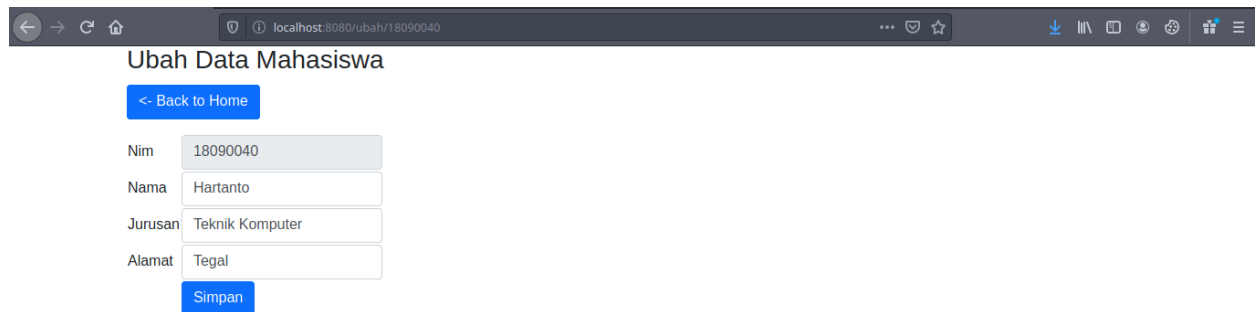 localhost:8080/ubah/18090040
Ubah Data Mahasiswa
<- Back to Home
Nim 18090040
Nama Hartanto
Jurusan Teknik Komputer
Alamat Tegal
Simpan